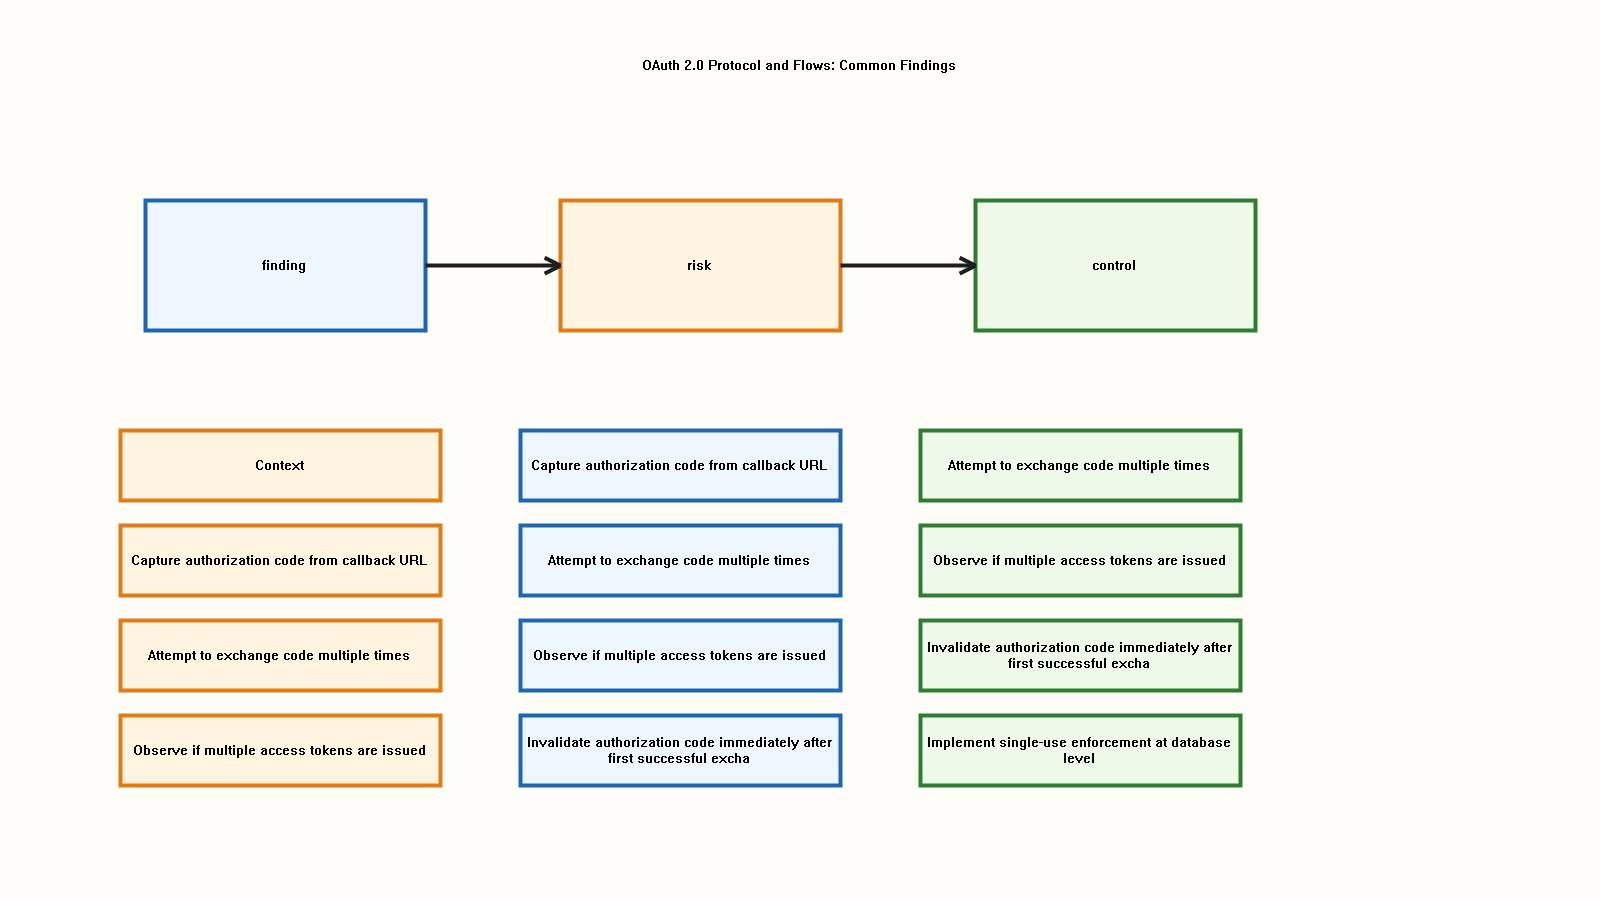 OAuth 2.0 Protocol and Flows: Common Findings
finding
risk
control
Context
Capture authorization code from callback URL
Attempt to exchange code multiple times
Capture authorization code from callback URL
Attempt to exchange code multiple times
Observe if multiple access tokens are issued
Attempt to exchange code multiple times
Observe if multiple access tokens are issued
Invalidate authorization code immediately after
first successful excha
Observe if multiple access tokens are issued
Invalidate authorization code immediately after
first successful excha
Implement single-use enforcement at database
level